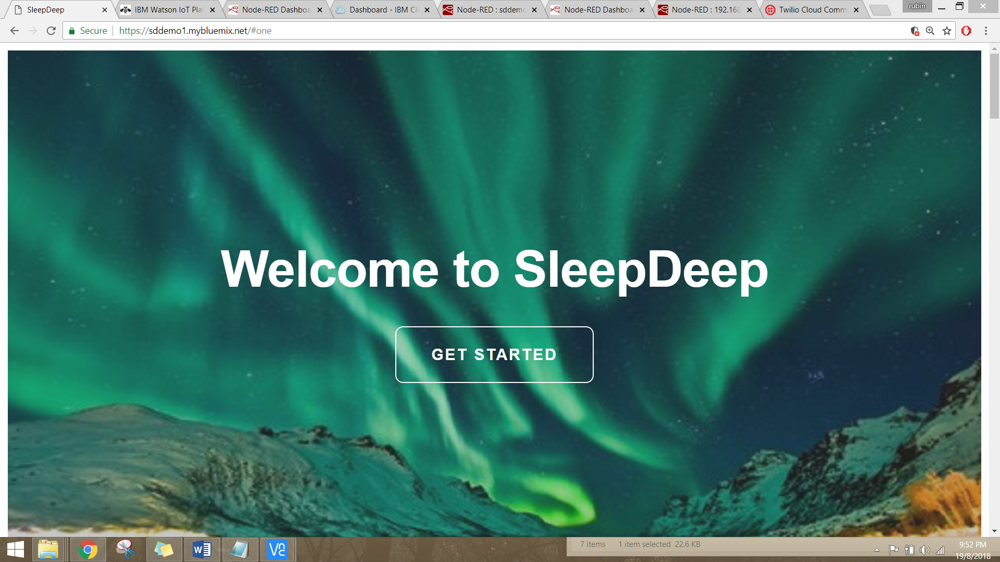 SleepDeep
IBM Watson IoT Pla
Node-RED Dashboa
Dashboard - IBM Cl
Node-RED : sddemo
Node-RED Dashboa
Node-RED : 192.168
Twilio Cloud Comm
rubin
Secure
https://sddemo1.mybluemix.net/#one
Welcome to SleepDeep
GET STARTED
7 items 1 item selected 22.6 KB
9:52 PM
19/8/2018